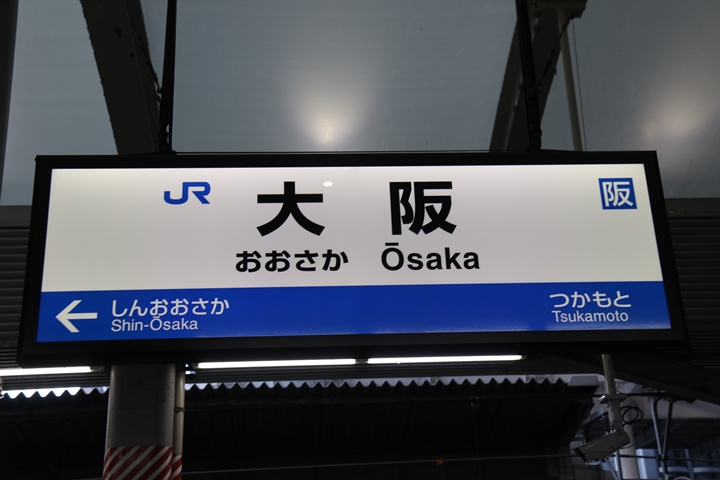 JR 大阪 阪
おおさか Ōsaka
← しんおおさか つかもと
Shin-Ōsaka Tsukamoto